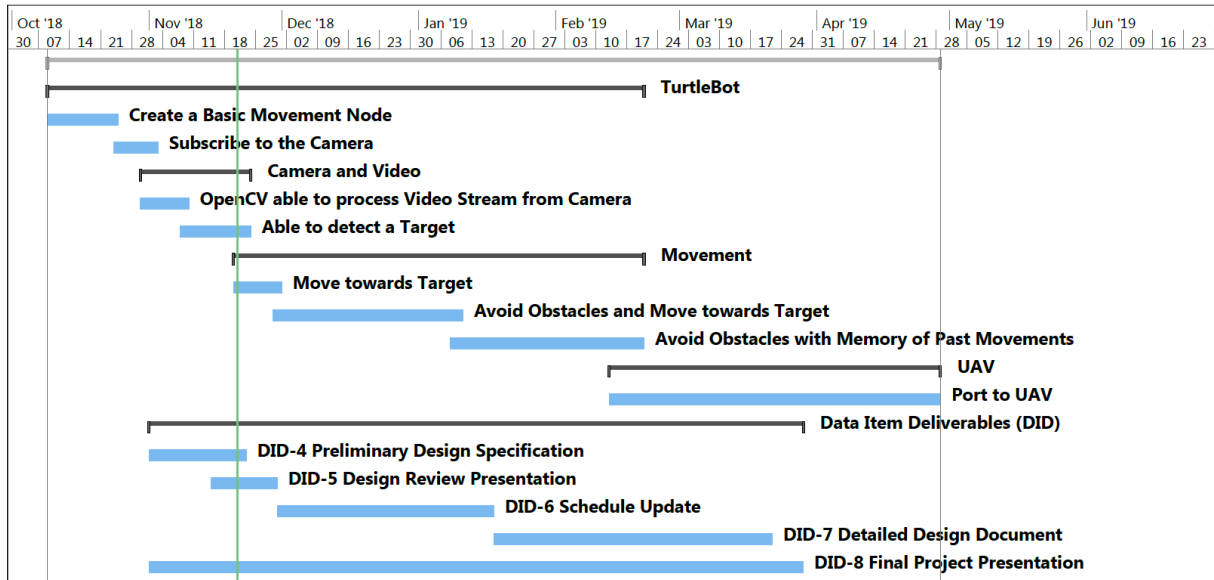 Oct '18 Nov '18 Dec '18 Jan '19 Feb '19 Mar '19 Apr '19 May '19 Jun '19
30 07 14 21 28 04 11 18 25 02 09 16 23 30 06 13 20 27 03 10 17 24 03 10 17 24 31 07 14 21 28 05 12 19 26 02 09 16 23
TurtleBot
Create a Basic Movement Node
Subscribe to the Camera
Camera and Video
OpenCV able to process Video Stream from Camera
Able to detect a Target
Movement
Move towards Target
Avoid Obstacles and Move towards Target
Avoid Obstacles with Memory of Past Movements
UAV
Port to UAV
Data Item Deliverables (DID)
DID-4 Preliminary Design Specification
DID-5 Design Review Presentation
DID-6 Schedule Update
DID-7 Detailed Design Document
DID-8 Final Project Presentation